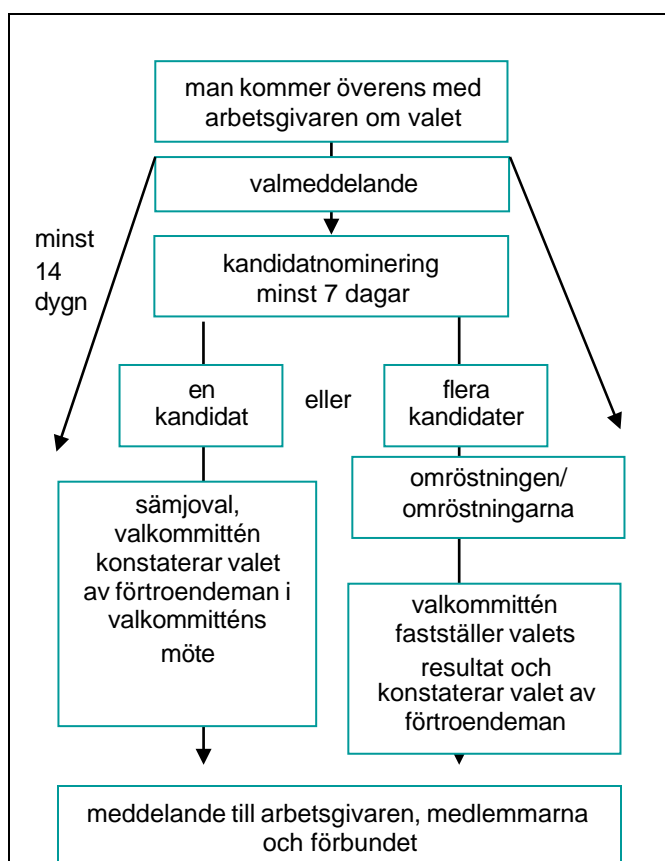 man kommer överens med
arbetsgivaren om valet
valmeddelande
minst
14
dygn
kandidatnominering
minst 7 dagar
en
kandidat
eller
flera
kandidater
sämjoval,
valkommittén
konstaterar valet
av förtroendeman i
valkommitténs
möte
omröstningen/
omröstningarna
valkommittén
fastställer valets
resultat och
konstaterar valet av
förtroendeman
meddelande till arbetsgivaren, medlemmarna
och förbundet